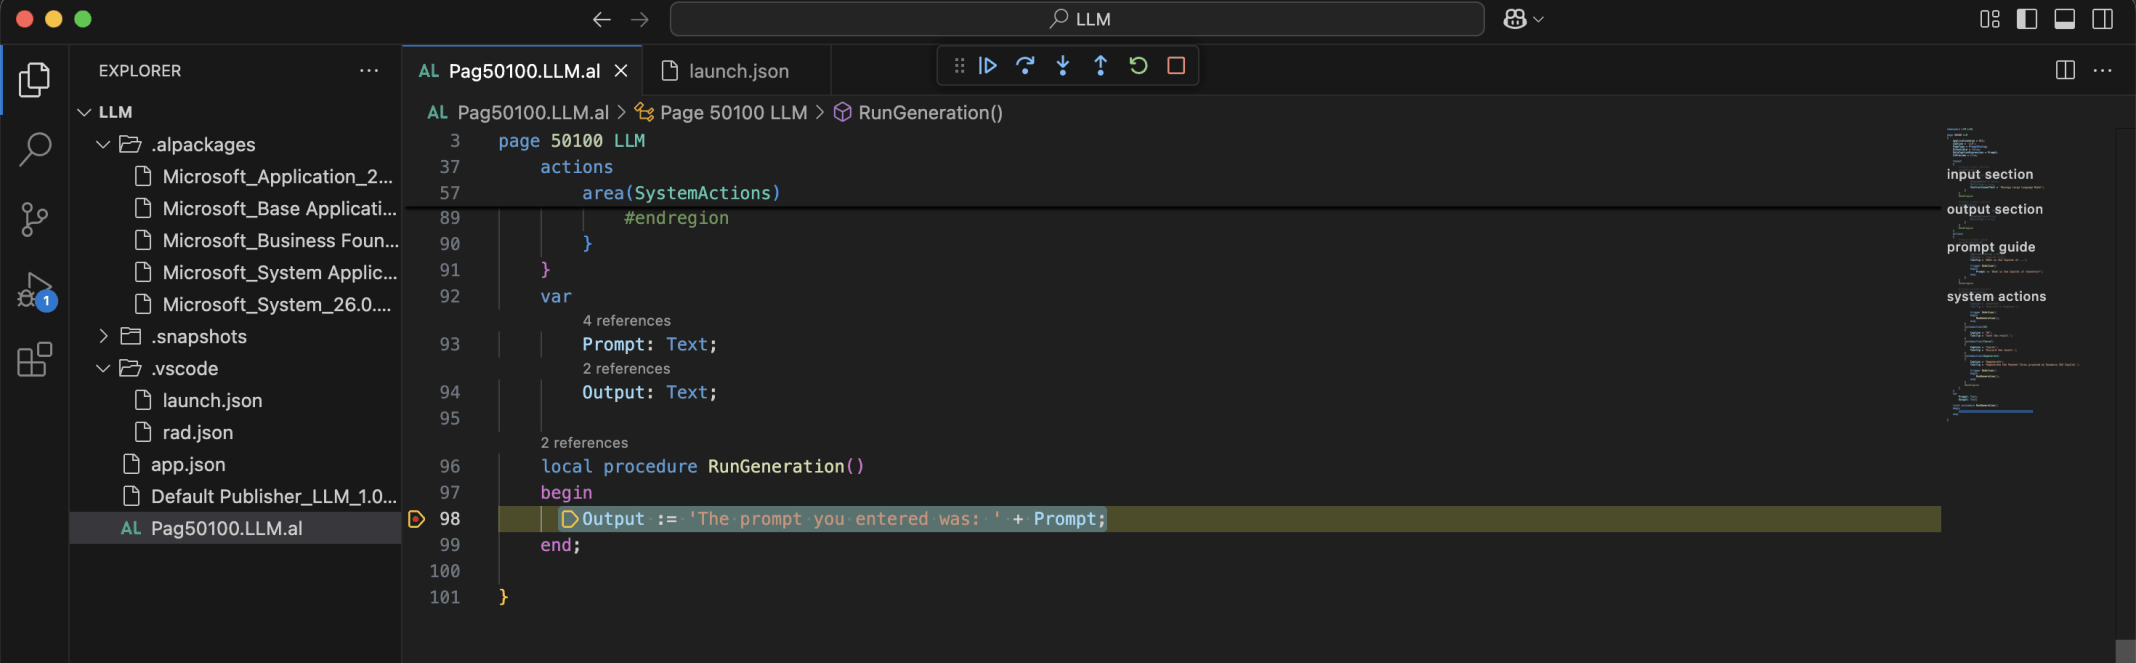 LLM
EXPLORER
Pag50100.LLM.al
launch.json
AL Pag50100.LLM.al > Page 50100 LLM > RunGeneration()
LLM
.alpackages
Microsoft_Application_2...
Microsoft_Base Applicati...
Microsoft_Business Foun...
Microsoft_System Applic...
Microsoft_System_26.0....
.snapshots
.vscode
launch.json
rad.json
app.json
Default Publisher_LLM_1.0...
AL Pag50100.LLM.al
1
3 page 50100 LLM
37 actions
57 area(SystemActions)
89 #endregion
90 }
91 }
92 var
4 references
93 Prompt: Text;
2 references
94 Output: Text;
95
2 references
96 local procedure RunGeneration()
97 begin
98 Output := 'The prompt you entered was: ' + Prompt;
99 end;
100
101 }
input section
output section
prompt guide
system actions